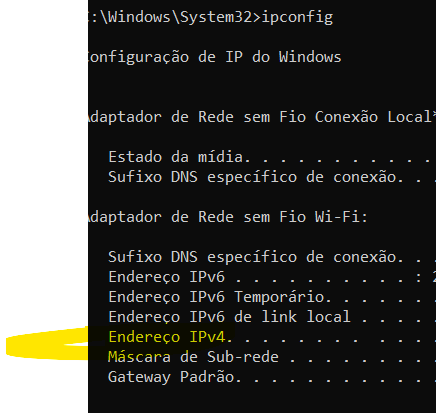 :\Windows\System32>ipconfig
onfiguração de IP do Windows
daptador de Rede sem Fio Conexão Local*
Estado da mídia. . . . . . . . . . .
Sufixo DNS específico de conexão. . .
daptador de Rede sem Fio Wi-Fi:
Sufixo DNS específico de conexão. . .
Endereço IPv6 . . . . . . . . . . : 2
Endereço IPv6 Temporário. . . . . . .
Endereço IPv6 de link local . . . . .
Endereço IPv4. . . . . . . . . . . .
Máscara de Sub-rede . . . . . . . . .
Gateway Padrão. . . . . . . . . . . .